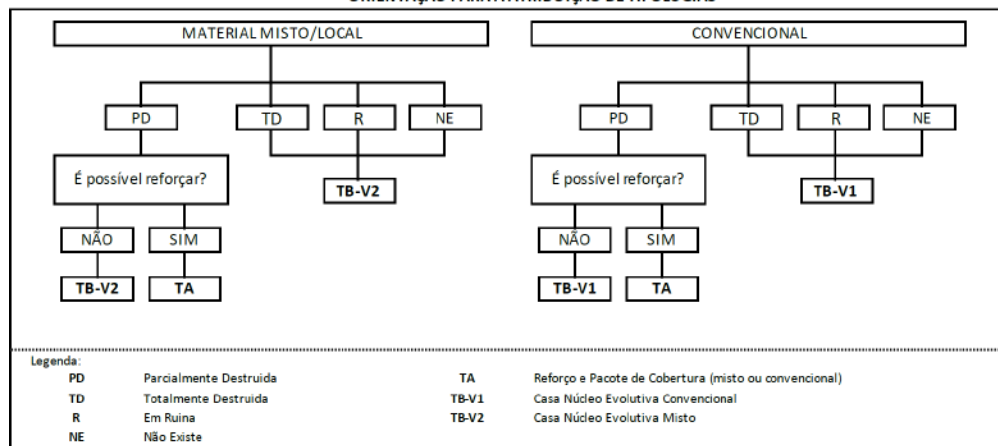 MATERIAL MISTO/LOCAL
CONVENCIONAL
PD
TD
R
NE
PD
TD
R
NE
É possível reforçar?
TB-V2
É possível reforçar?
TB-V1
NÃO
SIM
NÃO
SIM
TB-V2
TA
TB-V1
TA
Legenda:
PD Parcialmente Destruida
TA Reforço e Pacote de Cobertura (misto ou convencional)
TD Totalmente Destruida
TB-V1 Casa Núcleo Evolutiva Convencional
R Em Ruina
TB-V2 Casa Núcleo Evolutiva Misto
NE Não Existe